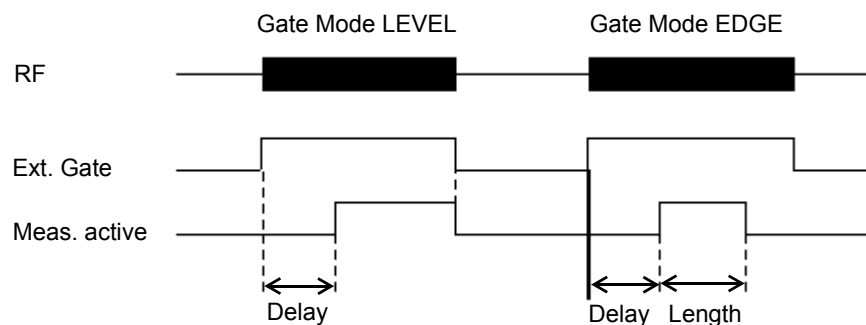 Gate Mode LEVEL
Gate Mode EDGE
RF
Ext. Gate
Meas. active
Delay
Delay
Length